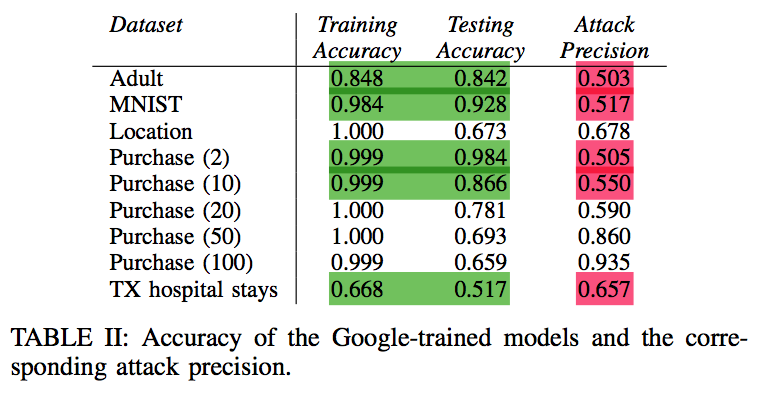 Dataset Training Accuracy Testing Accuracy Attack Precision
Adult 0.848 0.842 0.503
MNIST 0.984 0.928 0.517
Location 1.000 0.673 0.678
Purchase (2) 0.999 0.984 0.505
Purchase (10) 0.999 0.866 0.550
Purchase (20) 1.000 0.781 0.590
Purchase (50) 1.000 0.693 0.860
Purchase (100) 0.999 0.659 0.935
TX hospital stays 0.668 0.517 0.657
TABLE II: Accuracy of the Google-trained models and the corre-
sponding attack precision.